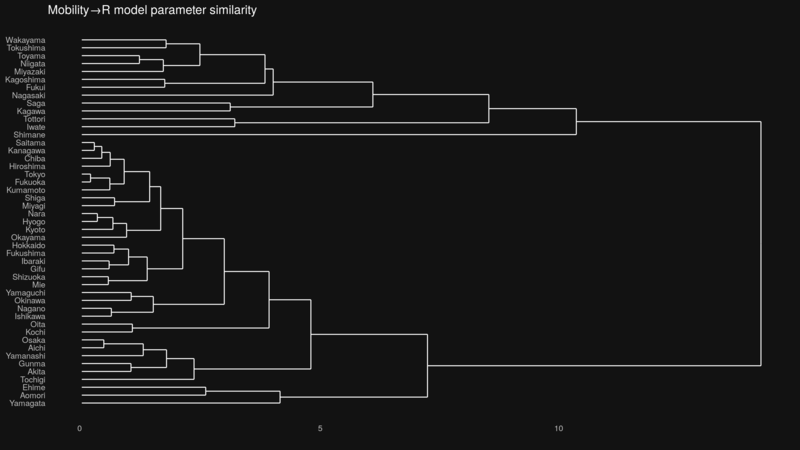 Mobility→R model parameter similarity
Wakayama
Tokushima
Toyama
Niigata
Miyazaki
Kagoshima
Fukui
Nagasaki
Saga
Kagawa
Tottori
Iwate
Shimane
Saitama
Kanagawa
Chiba
Hiroshima
Tokyo
Fukuoka
Kumamoto
Shiga
Miyagi
Nara
Hyogo
Kyoto
Okayama
Hokkaido
Fukushima
Ibaraki
Gifu
Shizuoka
Mie
Yamaguchi
Okinawa
Nagano
Ishikawa
Oita
Kochi
Osaka
Aichi
Yamanashi
Gunma
Akita
Tochigi
Ehime
Aomori
Yamagata
0 5 10